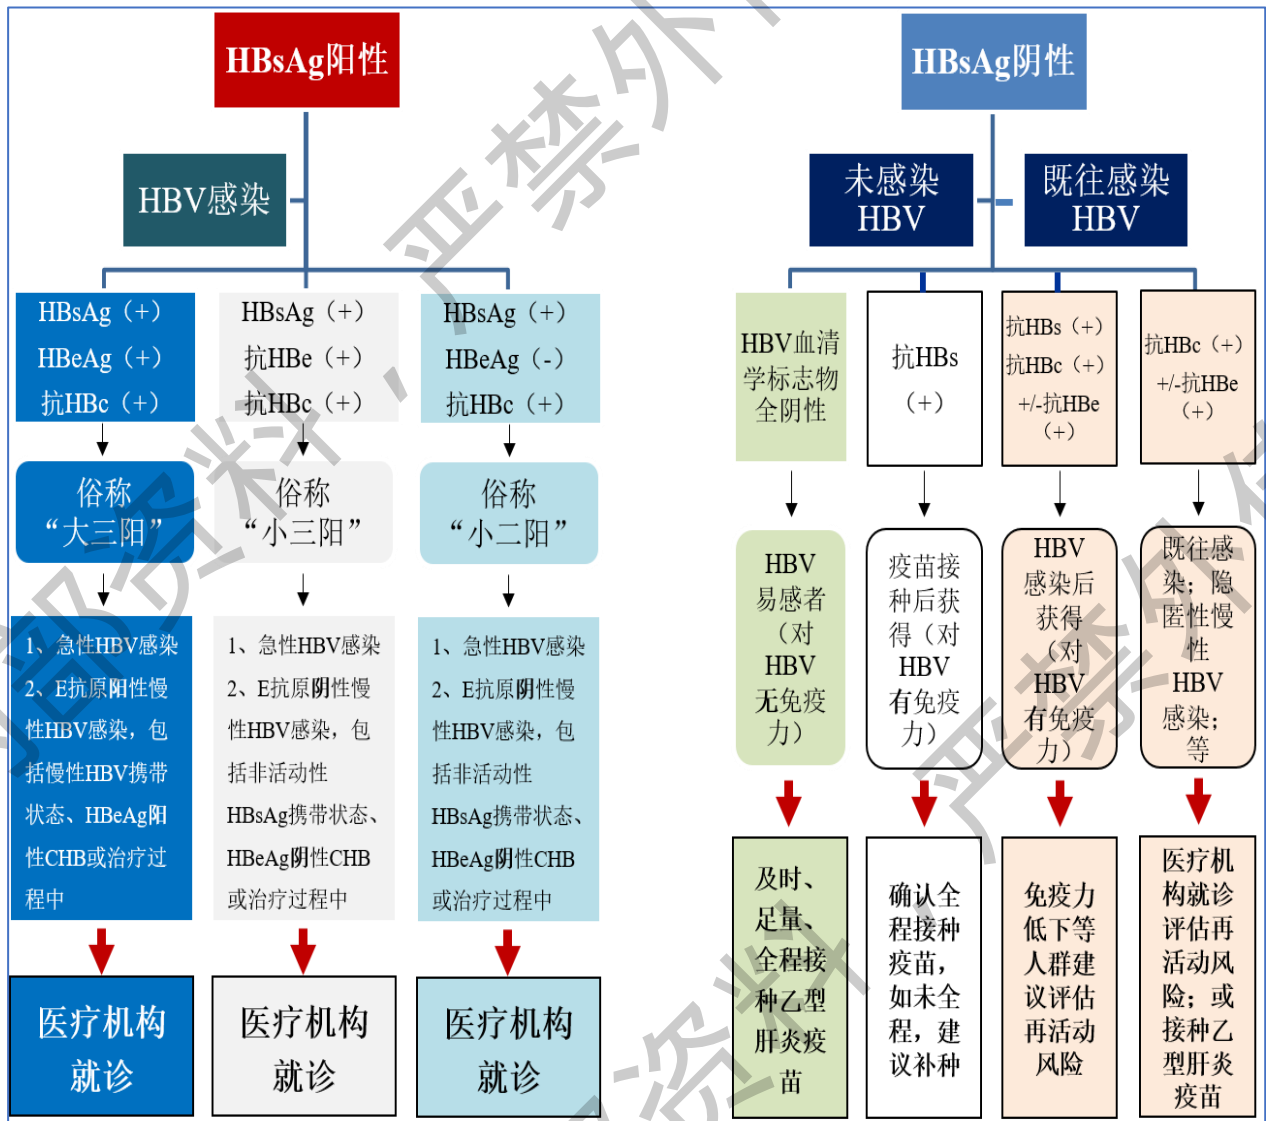 HBsAg阳性
HBV感染
HBsAg（+）
HBeAg（+）
抗HBc（+）
俗称
“大三阳”
1、急性HBV感染
2、E抗原阳性慢
性HBV感染，包
括慢性HBV携带
状态、HBeAg阳
性CHB或治疗过
程中
医疗机构
就诊
HBsAg（+）
抗HBe（+）
抗HBc（+）
俗称
“小三阳”
1、急性HBV感染
2、E抗原阴性慢
性HBV感染，包
括非活动性
HBsAg携带状态、
HBeAg阴性CHB
或治疗过程中
医疗机构
就诊
HBsAg（+）
HBeAg（-）
抗HBc（+）
俗称
“小二阳”
1、急性HBV感染
2、E抗原阴性慢
性HBV感染，包
括非活动性
HBsAg携带状态、
HBeAg阴性CHB
或治疗过程中
医疗机构
就诊
HBsAg阴性
未感染
HBV
既往感染
HBV
HBV血清
学标志物
全阴性
HBV
易感者
（对
HBV
无免疫
力）
及时、
足量、
全程接
种乙型
肝炎疫
苗
抗HBs
（+）
疫苗接
种后获
得（对
HBV
有免疫
力）
确认全
程接种
疫苗，
如未全
程，建
议补种
抗HBs（+）
抗HBc（+）
+/-抗HBe
（+）
HBV
感染后
获得
（对
HBV
有免疫
力）
免疫力
低下等
人群建
议评估
再活动
风险
抗HBc（+）
+/-抗HBe
（+）
既往感
染；隐
匿性慢
性
HBV
感染；
等
医疗机
构就诊
评估再
活动风
险；或
接种乙
型肝炎
疫苗
部资料，严禁外
部资料，严禁外传